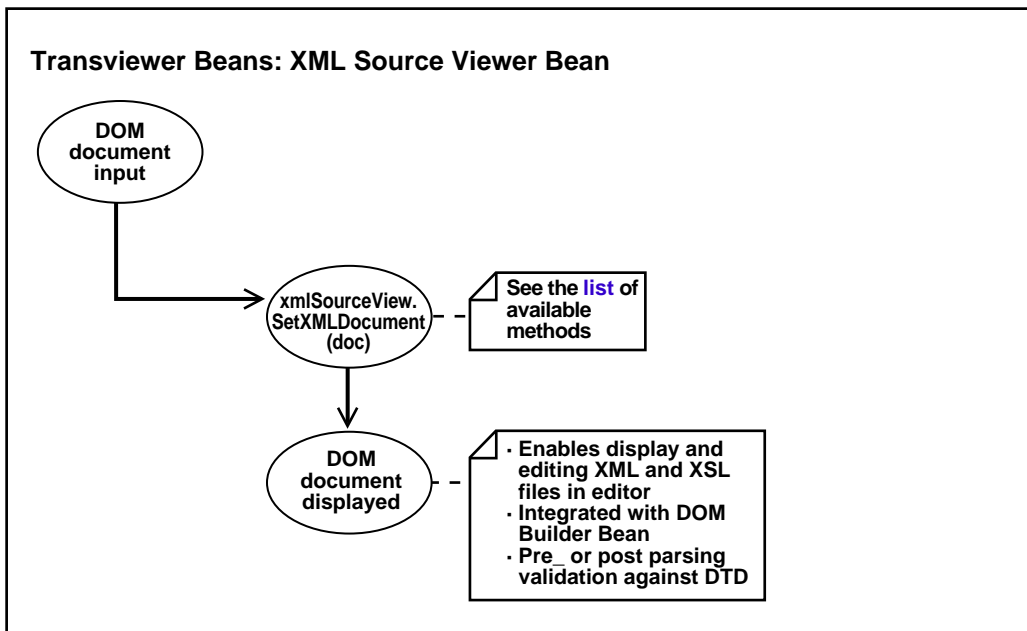 Transviewer Beans: XML Source Viewer Bean
DOM
document
input
xmlSourceView.
SetXMLDocument
(doc)
See the list of
available
methods
DOM
document
displayed
· Enables display and
editing XML and XSL
files in editor
· Integrated with DOM
Builder Bean
· Pre_ or post parsing
validation against DTD